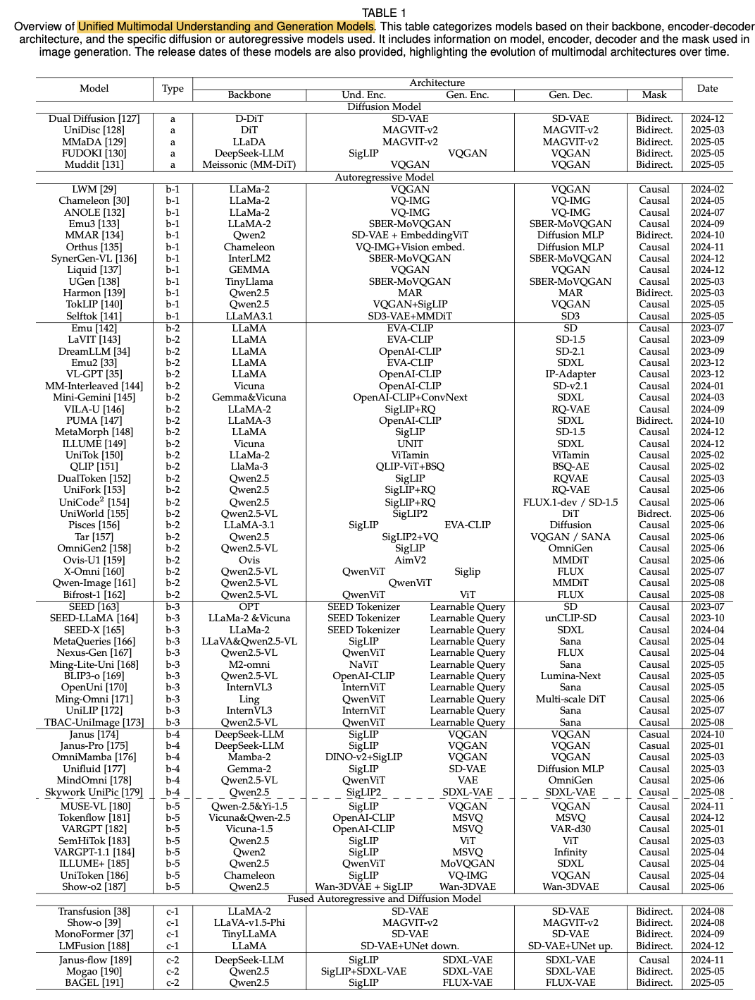 TABLE 1
Overview of Unified Multimodal Understanding and Generation Models. This table categorizes models based on their backbone, encoder-decoder
architecture, and the specific diffusion or autoregressive models used. It includes information on model, encoder, decoder and the mask used in
image generation. The release dates of these models are also provided, highlighting the evolution of multimodal architectures over time.
Model Type Architecture Date
Backbone Und. Enc. Gen. Enc. Gen. Dec. Mask
Diffusion Model
Dual Diffusion [127] a D-DiT SD-VAE SD-VAE Bidirect. 2024-12
UniDisc [128] a DiT MAGVIT-v2 MAGVIT-v2 Bidirect. 2025-03
MMaDA [129] a LLaDA MAGVIT-v2 MAGVIT-v2 Bidirect. 2025-05
FUDOKI [130] a DeepSeek-LLM SigLIP VQGAN VQGAN Bidirect. 2025-05
Muddit [131] a Meissonic (MM-DiT) VQGAN VQGAN Bidirect. 2025-05
Autoregressive Model
LWM [29] b-1 LLaMa-2 VQGAN VQGAN Causal 2024-02
Chameleon [30] b-1 LLaMa-2 VQ-IMG VQ-IMG Causal 2024-05
ANOLE [132] b-1 LLaMa-2 VQ-IMG VQ-IMG Causal 2024-07
Emu3 [133] b-1 LLaMA-2 SBER-MoVQGAN SBER-MoVQGAN Causal 2024-09
MMAR [134] b-1 Qwen2 SD-VAE + EmbeddingViT Diffusion MLP Bidirect. 2024-10
Orthus [135] b-1 Chameleon VQ-IMG+Vision embed. Diffusion MLP Causal 2024-11
SynerGen-VL [136] b-1 InterLM2 SBER-MoVQGAN SBER-MoVQGAN Causal 2024-12
Liquid [137] b-1 GEMMA VQGAN VQGAN Causal 2024-12
UGen [138] b-1 TinyLlama SBER-MoVQGAN SBER-MoVQGAN Causal 2025-03
Harmon [139] b-1 Qwen2.5 MAR MAR Bidirect. 2025-03
TokLIP [140] b-1 Qwen2.5 VQGAN+SigLIP VQGAN Causal 2025-05
Selftok [141] b-1 LLaMA3.1 SD3-VAE+MMDiT SD3 Causal 2025-05
Emu [142] b-2 LLaMA EVA-CLIP SD Causal 2023-07
LaVIT [143] b-2 LLaMA EVA-CLIP SD-1.5 Causal 2023-09
DreamLLM [34] b-2 LLaMA OpenAI-CLIP SD-2.1 Causal 2023-09
Emu2 [33] b-2 LLaMA EVA-CLIP SDXL Causal 2023-12
VL-GPT [35] b-2 LLaMA OpenAI-CLIP IP-Adapter Causal 2023-12
MM-Interleaved [144] b-2 Vicuna OpenAI-CLIP SD-v2.1 Causal 2024-01
Mini-Gemini [145] b-2 Gemma&Vicuna OpenAI-CLIP+ConvNext SDXL Causal 2024-03
VILA-U [146] b-2 LLaMA-2 SigLIP+RQ RQ-VAE Causal 2024-09
PUMA [147] b-2 LLaMA-3 OpenAI-CLIP SDXL Bidirect. 2024-10
MetaMorph [148] b-2 LLaMA SigLIP SD-1.5 Causal 2024-12
ILLUME [149] b-2 Vicuna UNIT SDXL Causal 2024-12
UniTok [150] b-2 LLaMa-2 ViTamin ViTamin Causal 2025-02
QLIP [151] b-2 LlaMa-3 QLIP-ViT+BSQ BSQ-AE Causal 2025-02
DualToken [152] b-2 Qwen2.5 SigLIP RQVAE Causal 2025-03
UniFork [153] b-2 Qwen2.5 SigLIP+RQ RQ-VAE Causal 2025-06
UniCode² [154] b-2 Qwen2.5 SigLIP+RQ FLUX.1-dev / SD-1.5 Causal 2025-06
UniWorld [155] b-2 Qwen2.5-VL SigLIP2 DiT Bidrect. 2025-06
Pisces [156] b-2 LLaMA-3.1 SigLIP EVA-CLIP Diffusion Causal 2025-06
Tar [157] b-2 Qwen2.5 SigLIP2+VQ VQGAN / SANA Causal 2025-06
OmniGen2 [158] b-2 Qwen2.5-VL SigLIP OmniGen Causal 2025-06
Ovis-U1 [159] b-2 Ovis AimV2 MMDiT Causal 2025-06
X-Omni [160] b-2 Qwen2.5-VL QwenViT Siglip FLUX Causal 2025-07
Qwen-Image [161] b-2 Qwen2.5-VL QwenViT MMDiT Causal 2025-08
Bifrost-1 [162] b-2 Qwen2.5-VL QwenViT ViT FLUX Causal 2025-08
SEED [163] b-3 OPT SEED Tokenizer Learnable Query SD Causal 2023-07
SEED-LLaMA [164] b-3 LLaMa-2 &Vicuna SEED Tokenizer Learnable Query unCLIP-SD Causal 2023-10
SEED-X [165] b-3 LLaMa-2 SEED Tokenizer Learnable Query SDXL Causal 2024-04
MetaQueries [166] b-3 LLaVA&Qwen2.5-VL SigLIP Learnable Query Sana Causal 2025-04
Nexus-Gen [167] b-3 Qwen2.5-VL QwenViT Learnable Query FLUX Causal 2025-04
Ming-Lite-Uni [168] b-3 M2-omni NaViT Learnable Query Sana Causal 2025-05
BLIP3-o [169] b-3 Qwen2.5-VL OpenAI-CLIP Learnable Query Lumina-Next Causal 2025-05
OpenUni [170] b-3 InternVL3 InternViT Learnable Query Sana Causal 2025-05
Ming-Omni [171] b-3 Ling QwenViT Learnable Query Multi-scale DiT Causal 2025-06
UniLIP [172] b-3 InternVL3 InternViT Learnable Query Sana Causal 2025-07
TBAC-UniImage [173] b-3 Qwen2.5-VL QwenViT Learnable Query Sana Causal 2025-08
Janus [174] b-4 DeepSeek-LLM SigLIP VQGAN VQGAN Casual 2024-10
Janus-Pro [175] b-4 DeepSeek-LLM SigLIP VQGAN VQGAN Casual 2025-01
OmniMamba [176] b-4 Mamba-2 DINO-v2+SigLIP VQGAN VQGAN Causal 2025-03
Unifluid [177] b-4 Gemma-2 SigLIP SD-VAE Diffusion MLP Causal 2025-03
MindOmni [178] b-4 Qwen2.5-VL QwenViT VAE OmniGen Causal 2025-06
Skywork UniPic [179] b-4 Qwen2.5 SigLIP2 SDXL-VAE SDXL-VAE Causal 2025-08
MUSE-VL [180] b-5 Qwen-2.5&Yi-1.5 SigLIP VQGAN VQGAN Causal 2024-11
Tokenflow [181] b-5 Vicuna&Qwen-2.5 OpenAI-CLIP MSVQ MSVQ Causal 2024-12
VARGPT [182] b-5 Vicuna-1.5 OpenAI-CLIP MSVQ VAR-d30 Causal 2025-01
SemHiTok [183] b-5 Qwen2.5 SigLIP ViT ViT Causal 2025-03
VARGPT-1.1 [184] b-5 Qwen2 SigLIP MSVQ Infinity Causal 2025-04
ILLUME+ [185] b-5 Qwen2.5 QwenViT MoVQGAN SDXL Causal 2025-04
UniToken [186] b-5 Chameleon SigLIP VQ-IMG VQGAN Causal 2025-04
Show-o2 [187] b-5 Qwen2.5 Wan-3DVAE + SigLIP Wan-3DVAE Wan-3DVAE Causal 2025-06
Fused Autoregressive and Diffusion Model
Transfusion [38] c-1 LLaMA-2 SD-VAE SD-VAE Bidirect. 2024-08
Show-o [39] c-1 LLaVA-v1.5-Phi MAGVIT-v2 MAGVIT-v2 Bidirect. 2024-08
MonoFormer [37] c-1 TinyLLaMA SD-VAE SD-VAE Bidirect. 2024-09
LMFusion [188] c-1 LLaMA SD-VAE+UNet down. SD-VAE+UNet up. Bidirect. 2024-12
Janus-flow [189] c-2 DeepSeek-LLM SigLIP SDXL-VAE SDXL-VAE Causal 2024-11
Mogao [190] c-2 Qwen2.5 SigLIP+SDXL-VAE SDXL-VAE SDXL-VAE Bidirect. 2025-05
BAGEL [191] c-2 Qwen2.5 SigLIP FLUX-VAE FLUX-VAE Bidirect. 2025-05